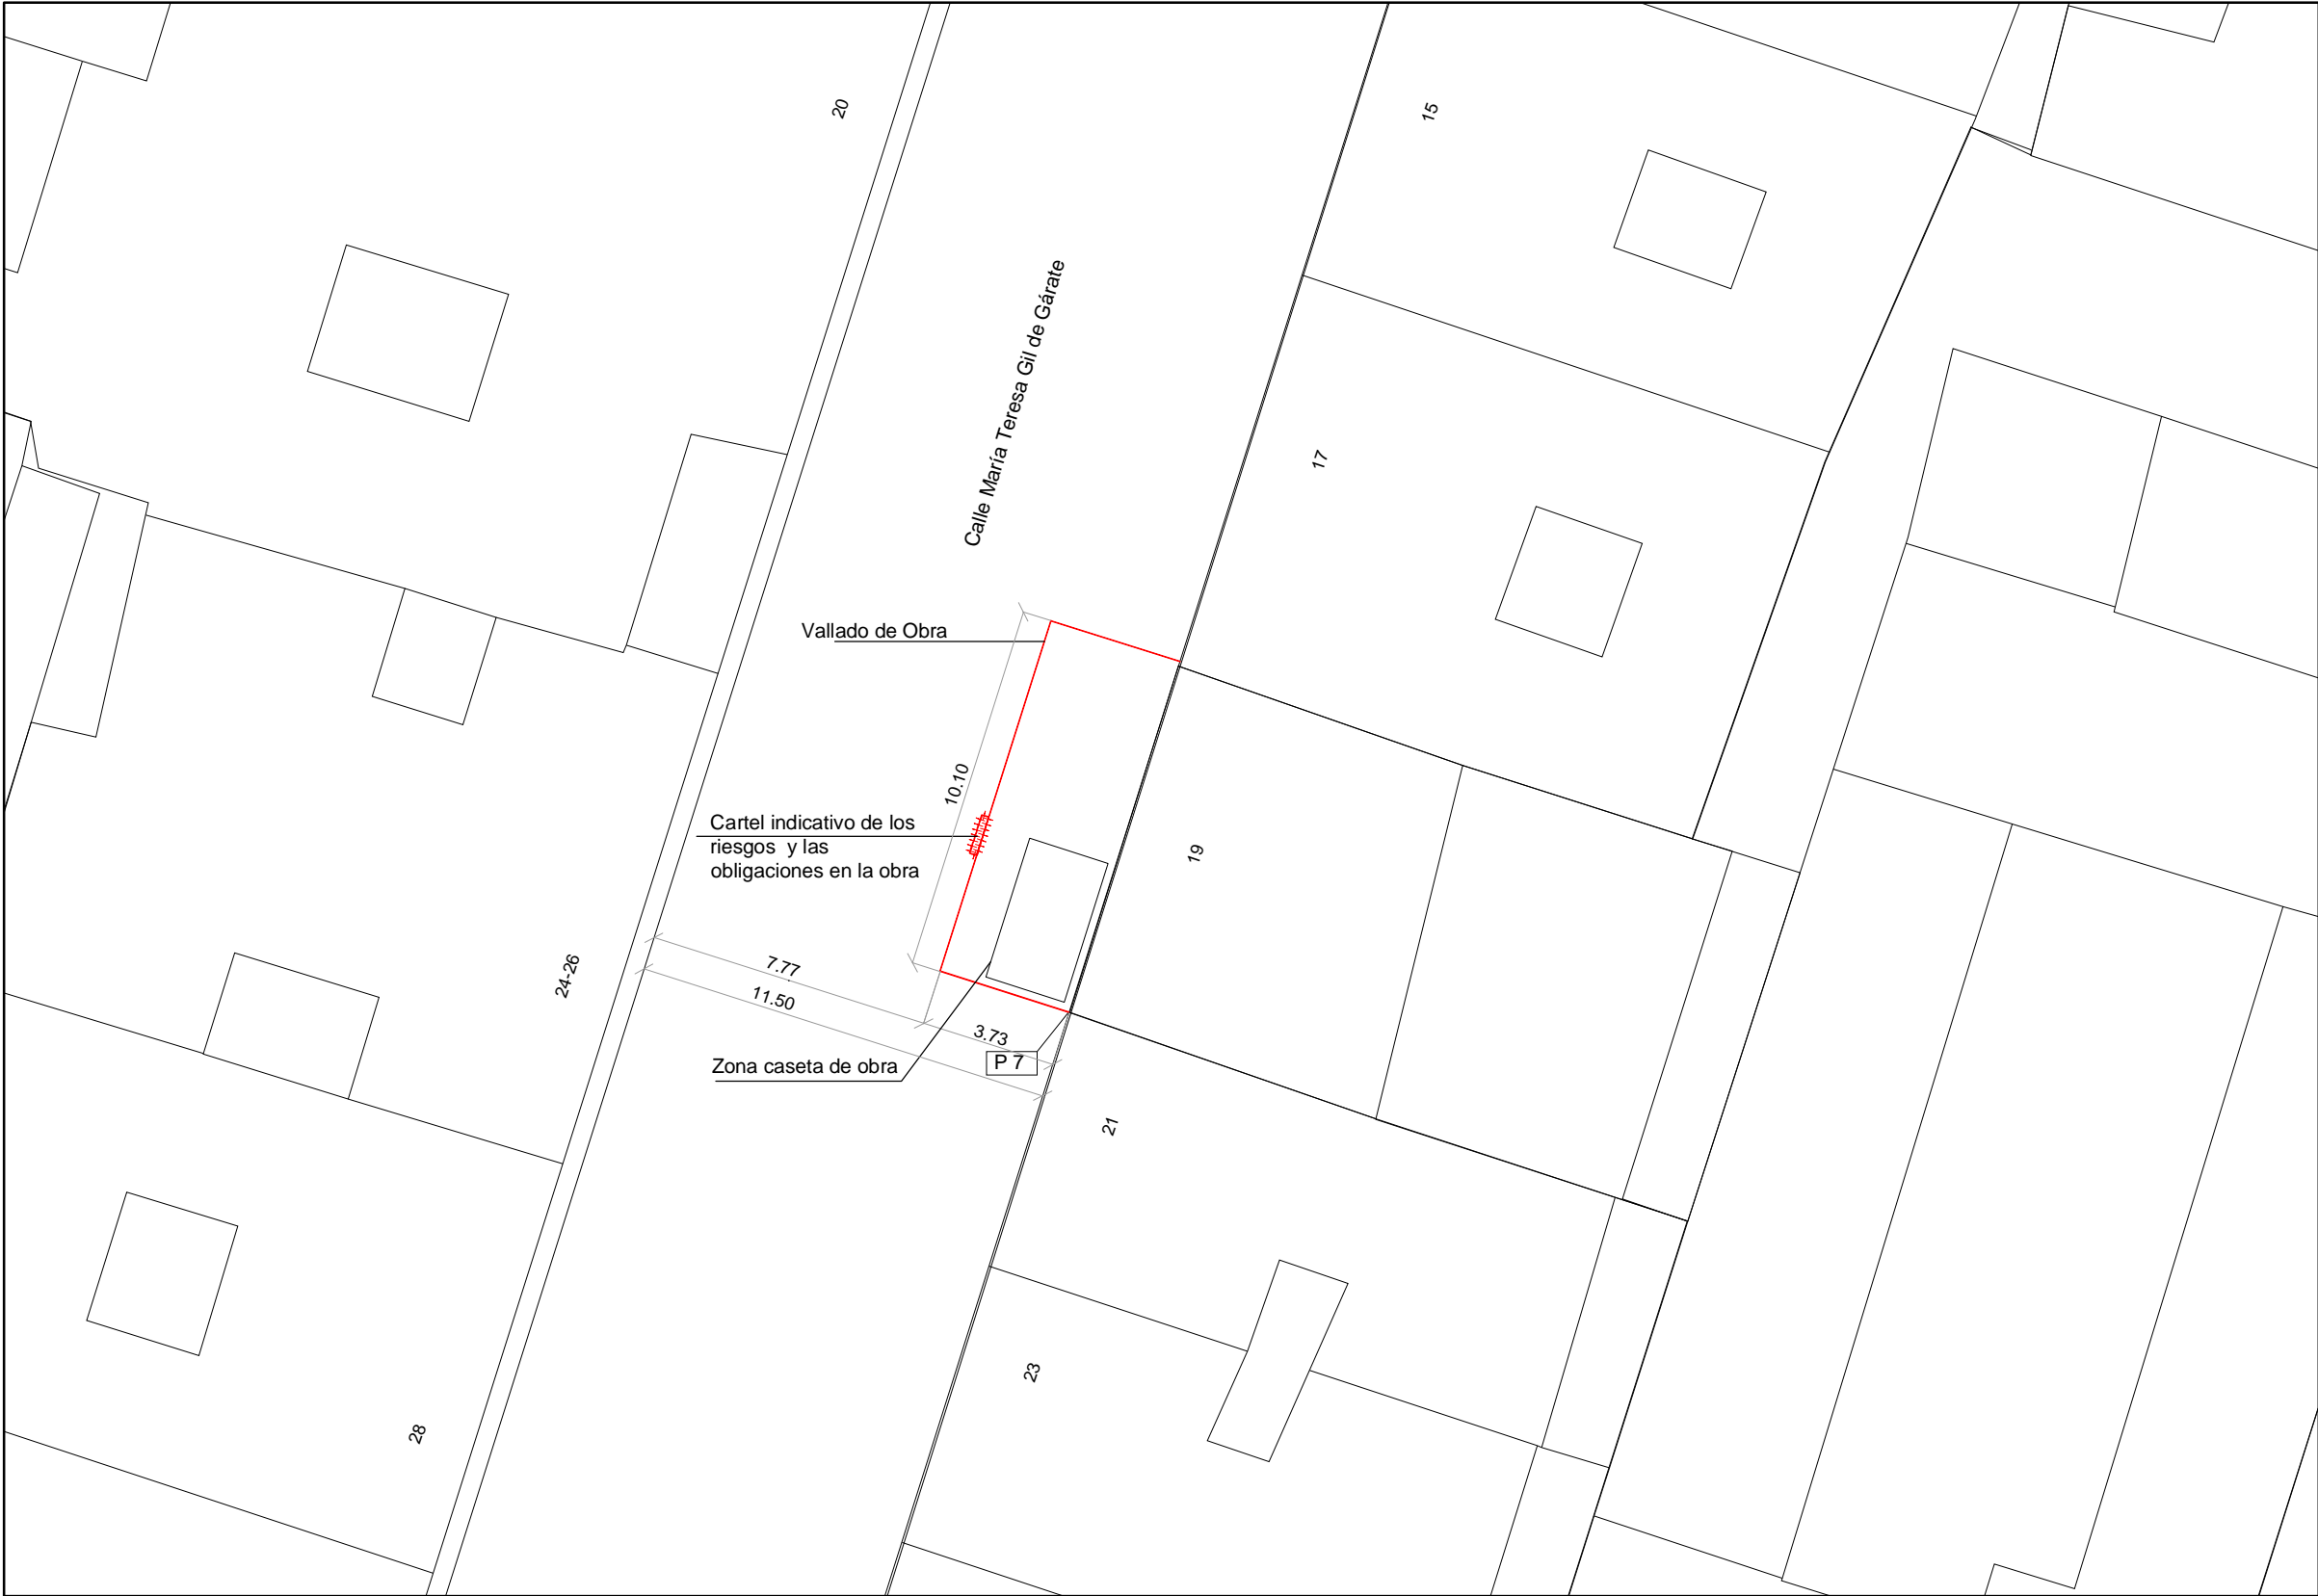 20
15
Calle María Teresa Gil de Gárate
17
Vallado de Obra
10.10
Cartel indicativo de los
riesgos y las
obligaciones en la obra
19
24-26
7.77
11.50
3.73
P 7
Zona caseta de obra
21
23
28